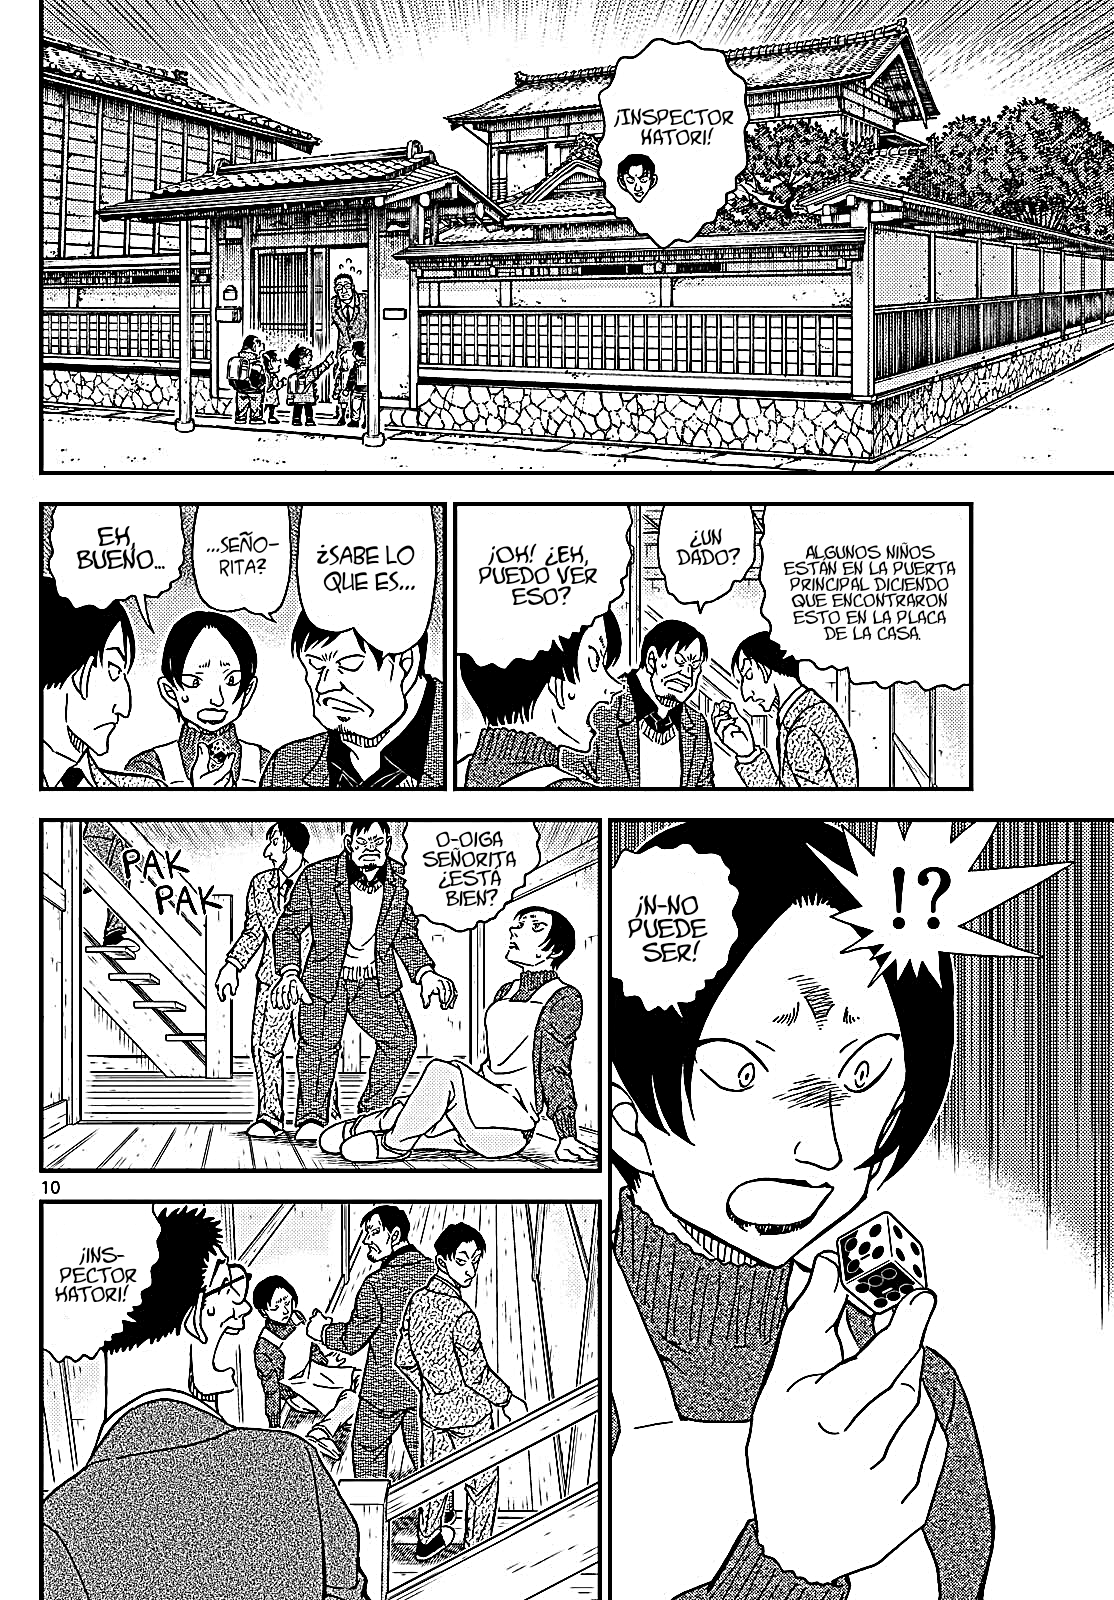 ¡INSPECTOR
HATORI!
ALGUNOS NIÑOS
ESTÁN EN LA PUERTA
PRINCIPAL DICIENDO
QUE ENCONTRARON
ESTO EN LA PLACA
DE LA CASA.
¿UN
DADO?
¡OH! ¿EH,
PUEDO VER
ESO?
¿SABE LO
QUE ES...
...SEÑO-
RITA?
EH,
BUENO...
!?
¡N-NO
PUEDE
SER!
O-OIGA
SEÑORITA
¿ESTÁ
BIEN?
PAK
PAK
10
¡INS-
PECTOR
HATORI!